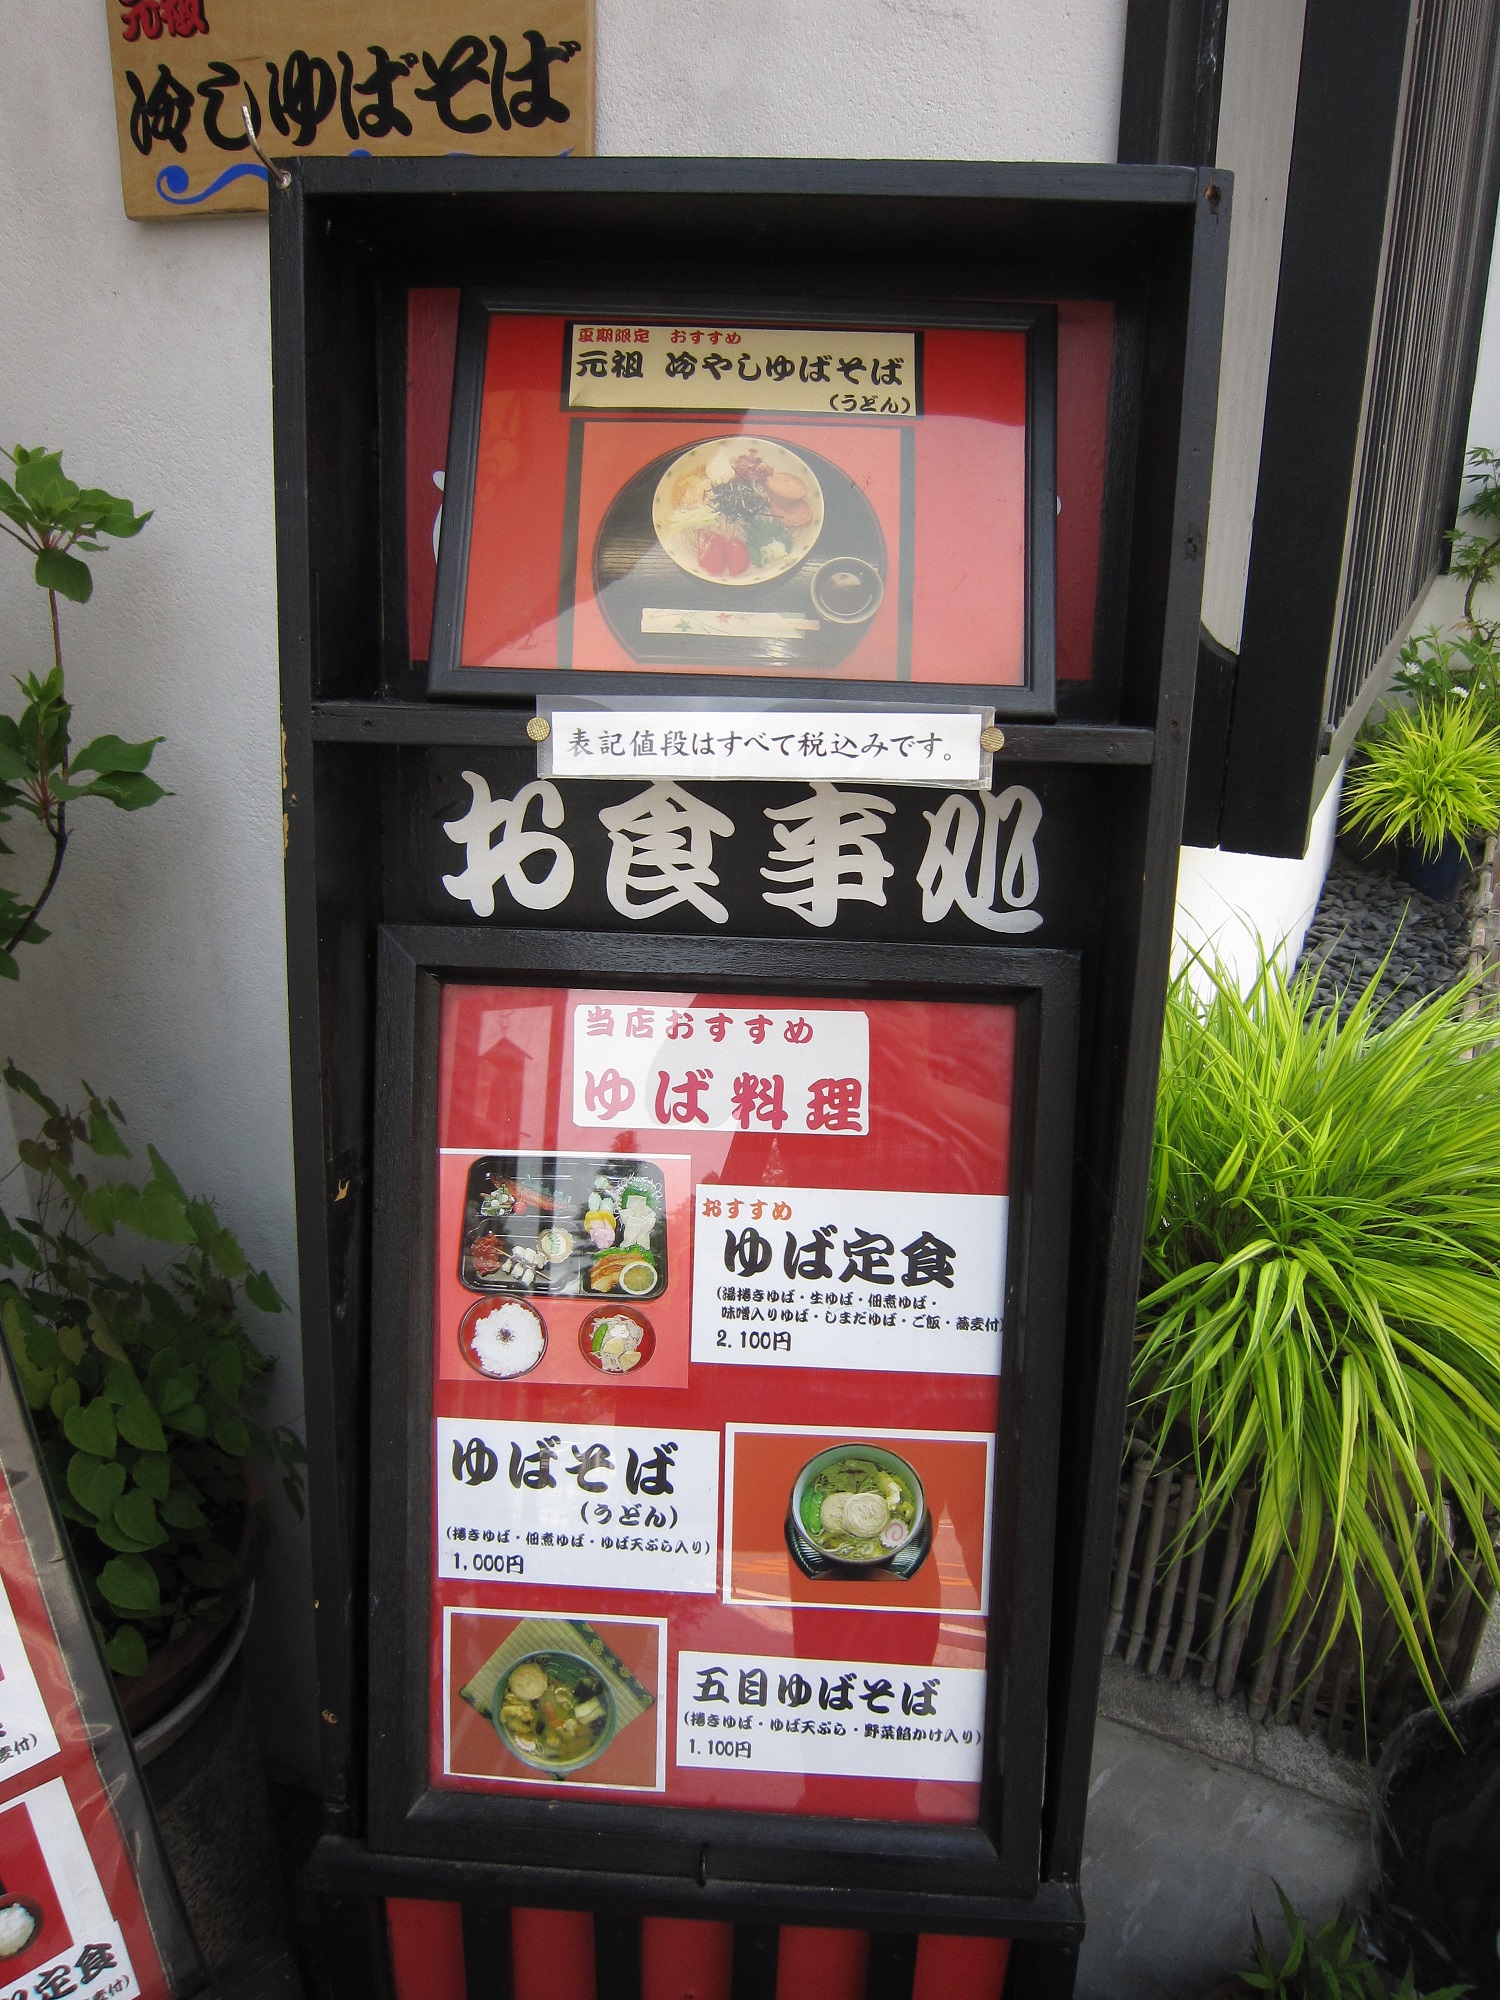 元祖
冷しゆばそば
夏期限定 おすすめ
元祖 冷やしゆばそば
(うどん)
表記値段はすべて税込みです。
お食事処
当店おすすめ
ゆば料理
おすすめ
ゆば定食
(湯捲きゆば・生ゆば・佃煮ゆば・
味噌入りゆば・しまだゆば・ご飯・蕎麦付)
2.100円
ゆばそば
(うどん)
(捲きゆば・佃煮ゆば・ゆば天ぷら入り)
1,000円
五目ゆばそば
(捲きゆば・ゆば天ぷら・野菜餡かけ入り)
1.100円
定食